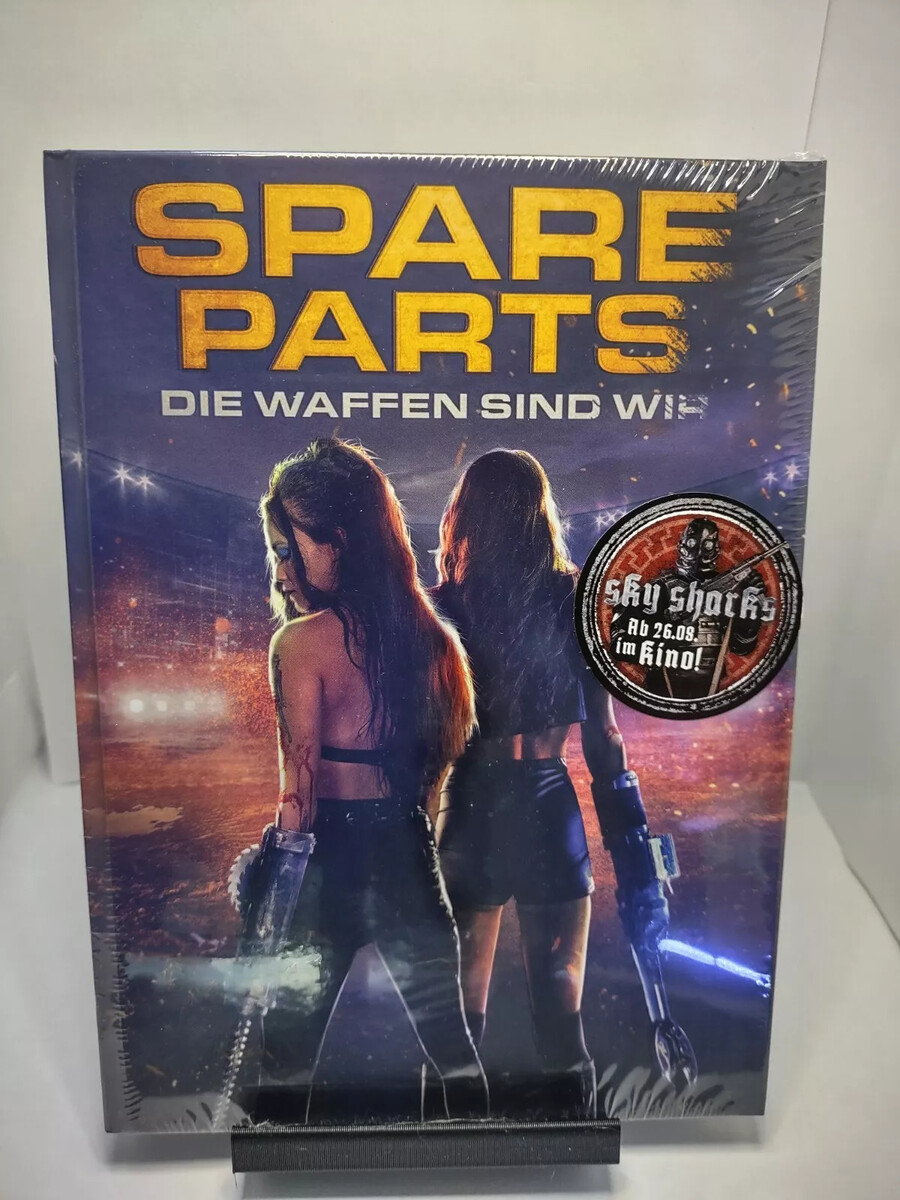 SPARE
PARTS
DIE WAFFEN SIND WIR
sky sharks
Ab 26.09.
im Kino!